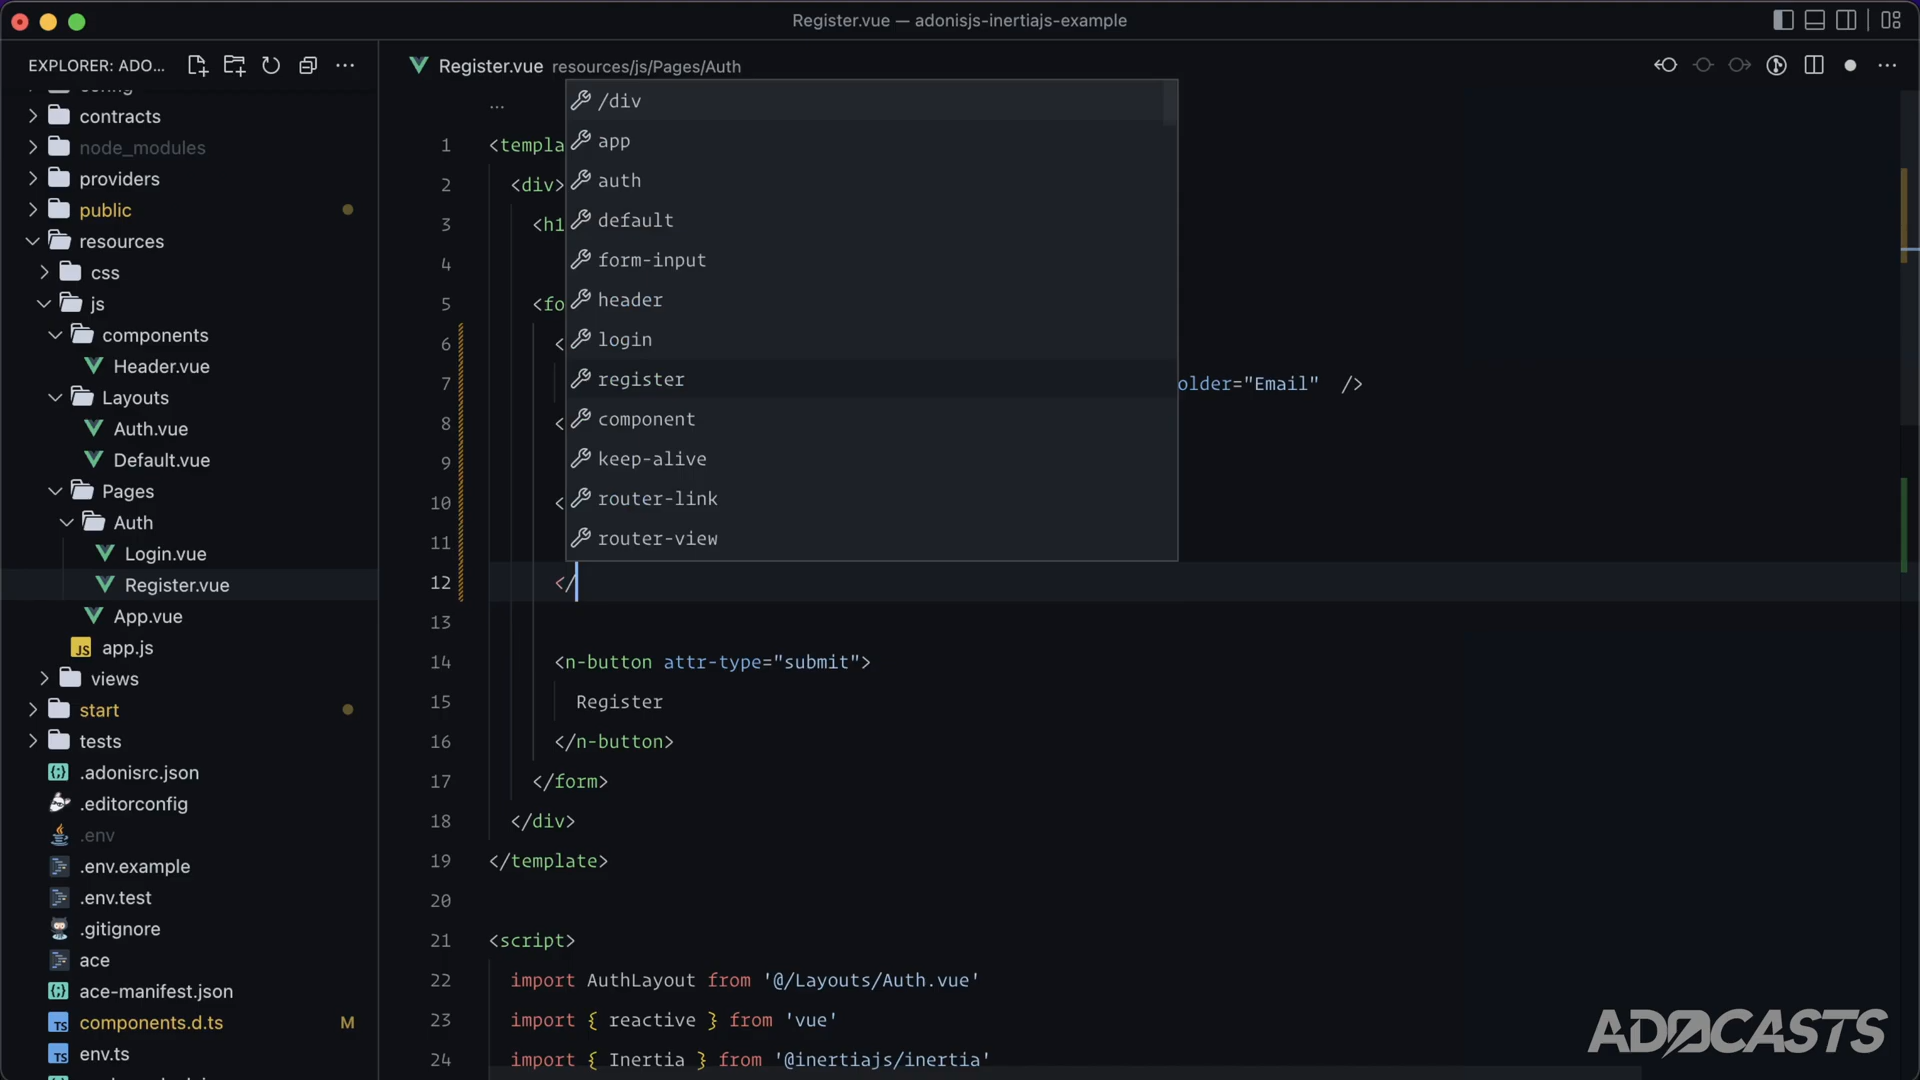 Register.vue — adonisjs-inertiajs-example
EXPLORER: ADO...
contracts
node_modules
providers
public
resources
css
js
components
Header.vue
Layouts
Auth.vue
Default.vue
Pages
Auth
Login.vue
Register.vue
App.vue
JS app.js
views
start
tests
.adonisrc.json
.editorconfig
.env
.env.example
.env.test
.gitignore
ace
ace-manifest.json
TS components.d.ts M
TS env.ts
Register.vue resources/js/Pages/Auth
...
/div
app
auth
default
form-input
header
login
register
component
keep-alive
router-link
router-view
1 <templa
2 <div>
3 <h1
4
5 <fo
6 <
7 older="Email" />
8 <
9
10 <
11
12 </
13
14 <n-button attr-type="submit">
15 Register
16 </n-button>
17 </form>
18 </div>
19 </template>
20
21 <script>
22 import AuthLayout from '@/Layouts/Auth.vue'
23 import { reactive } from 'vue'
24 import { Inertia } from '@inertiajs/inertia'
ADOCASTS